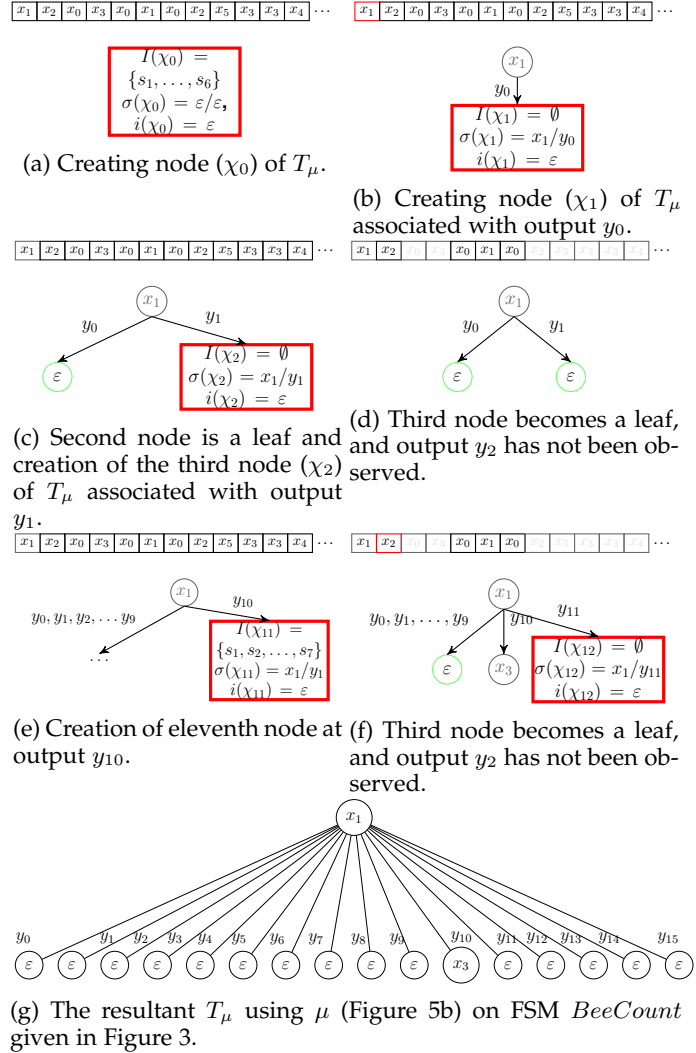 x1 x2 x0 x3 x0 x1 x0 x2 x3 x3 x3 x4 ...
I(χ0) =
{s1, . . . , s6}
σ(χ0) = ε/ε,
i(χ0) = ε
(a) Creating node (χ0) of Tμ.
x1 x2 x0 x3 x0 x1 x0 x2 x5 x3 x3 x4 ...
x1
y0
I(χ1) = ∅
σ(χ1) = x1/y0
i(χ1) = ε
(b) Creating node (χ1) of Tμ
associated with output y0.
x1 x2 x0 x3 x0 x1 x0 x2 x5 x3 x3 x4 ...
x1
y0
y1
ε
I(χ2) = ∅
σ(χ2) = x1/y1
i(χ2) = ε
(c) Second node is a leaf and
creation of the third node (χ2)
of Tμ associated with output
y1.
x1 x2 x0 x3 x0 x1 x0 x2 x5 x3 x3 x4 ...
x1
y0
y1
ε
ε
(d) Third node becomes a leaf,
and output y2 has not been ob-
served.
x1 x2 x0 x3 x0 x1 x0 x2 x5 x3 x3 x4 ...
x1
y0, y1, y2, . . . y9
y10
. . .
I(χ11) =
{s1, s2, . . . , s7}
σ(χ11) = x1/y1
i(χ11) = ε
(e) Creation of eleventh node at
output y10.
x1 x2 x0 x3 x0 x1 x0 x2 x5 x3 x3 x4 ...
x1
y0, y1, . . . , y9
y10
y11
ε
x3
I(χ12) = ∅
σ(χ12) = x1/y11
i(χ12) = ε
(f) Third node becomes a leaf,
and output y2 has not been ob-
served.
x1
y0 y1 y2 y3 y4 y5 y6 y7 y8 y9 y10 y11 y12 y13 y14 y15
ε ε ε ε ε ε ε ε ε ε x3 ε ε ε ε ε
(g) The resultant Tμ using μ (Figure 5b) on FSM BeeCount
given in Figure 3.